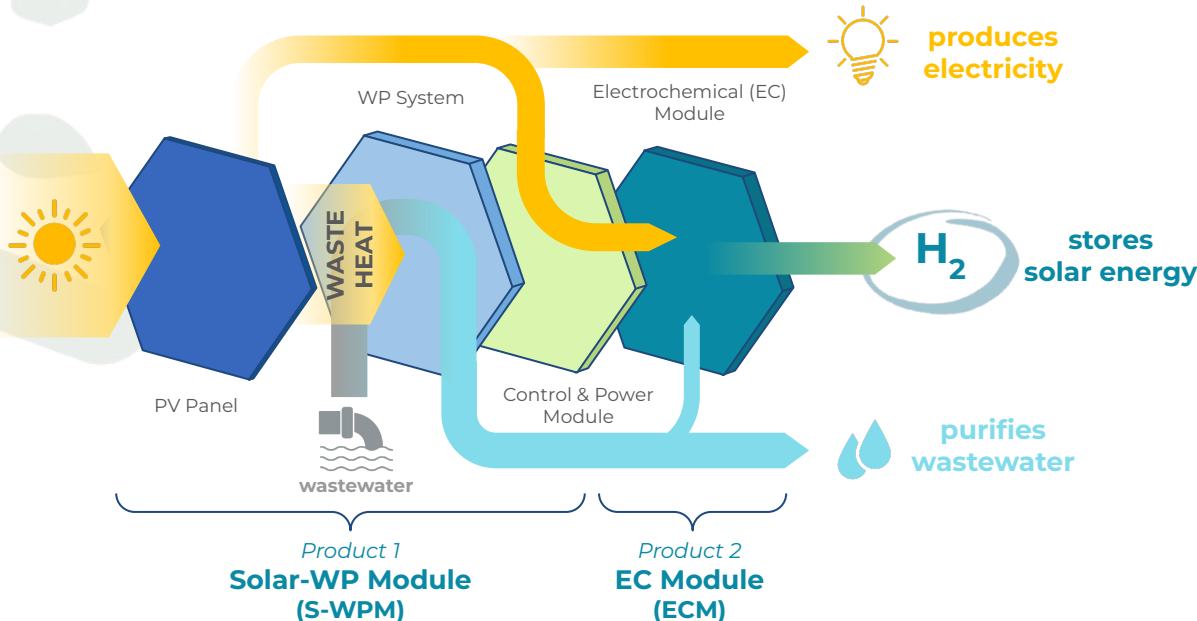 produces
electricity
WP System
Electrochemical (EC)
Module
WASTE
HEAT
H2
stores
solar energy
PV Panel
Control & Power
Module
wastewater
purifies
wastewater
Product 1
Solar-WP Module
(S-WPM)
Product 2
EC Module
(ECM)